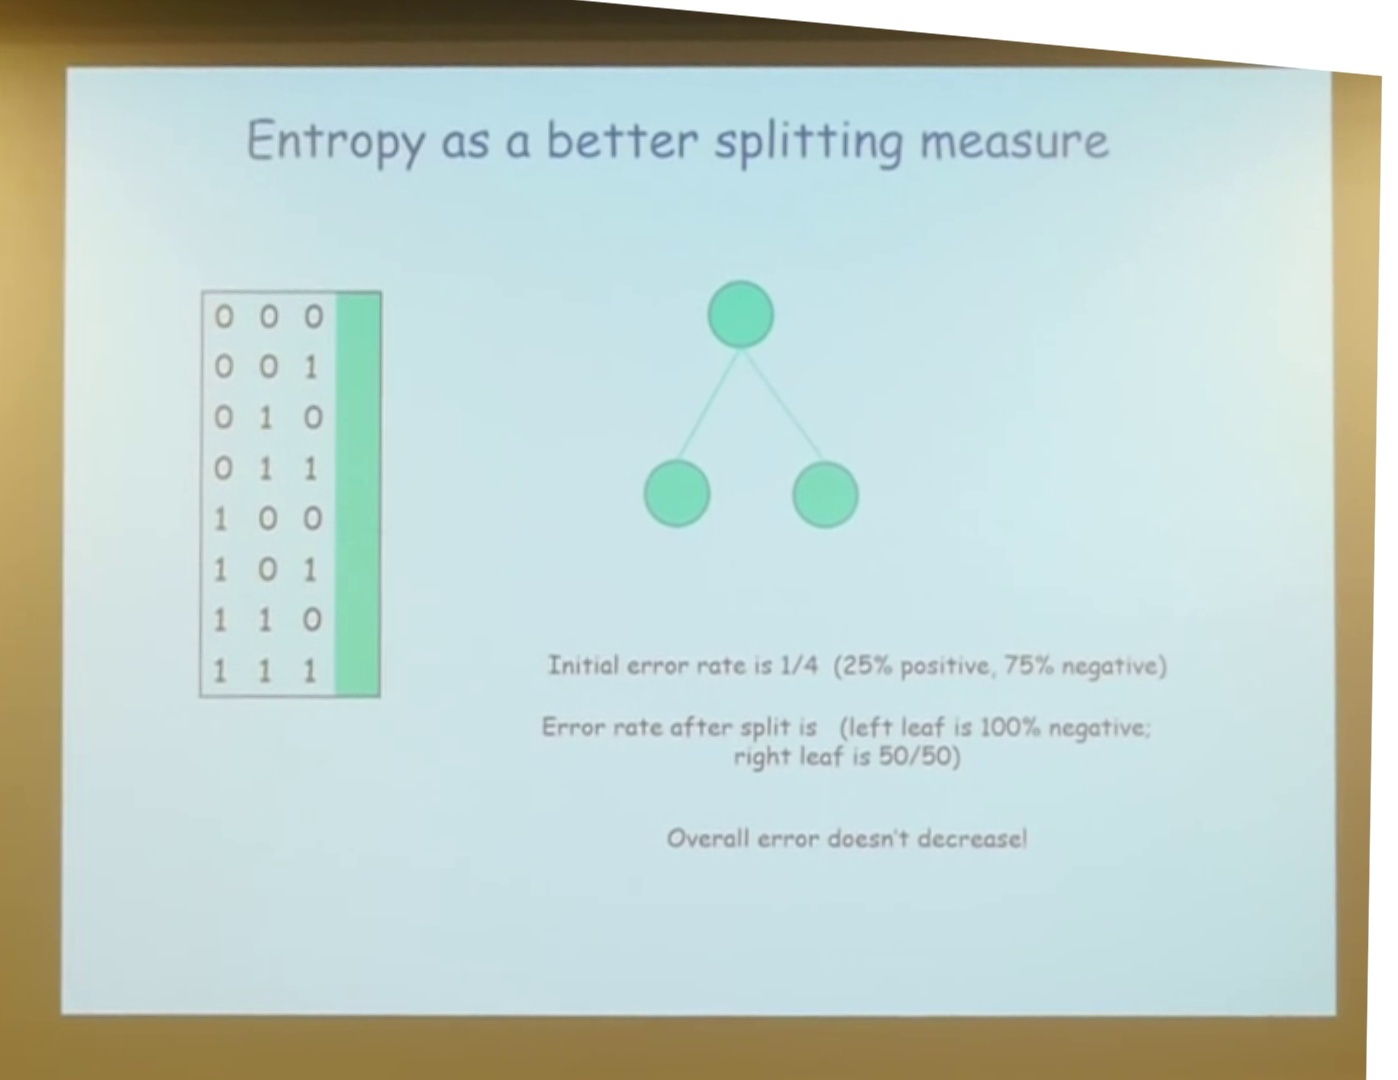 Entropy as a better splitting measure
0 0 0
0 0 1
0 1 0
0 1 1
1 0 0
1 0 1
1 1 0
1 1 1
Initial error rate is 1/4 (25% positive, 75% negative)
Error rate after split is (left leaf is 100% negative;
right leaf is 50/50)
Overall error doesn't decrease!